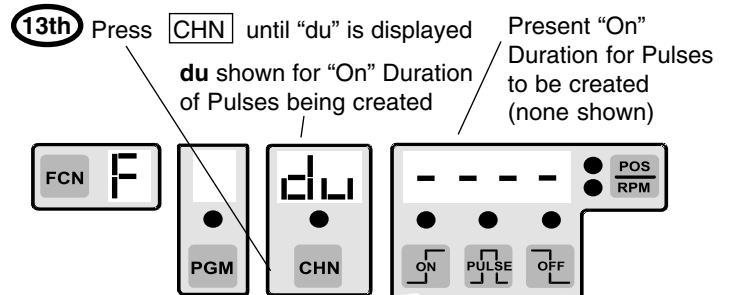 13th Press CHN until “du” is displayed
du shown for “On” Duration
of Pulses being created
Present “On”
Duration for Pulses
to be created
(none shown)
FCN F du - - - - POS
RPM
PGM CHN ON PULSE OFF